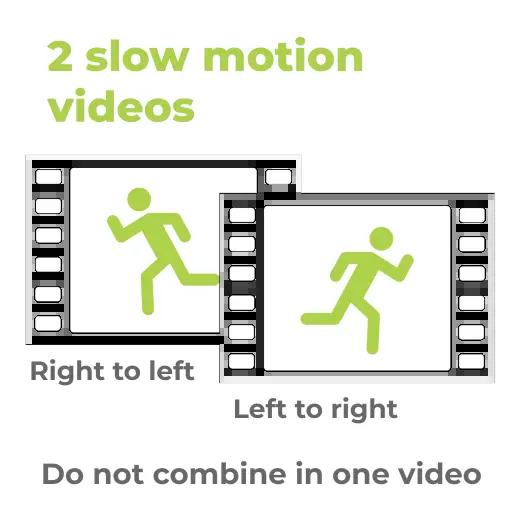 2 slow motion
videos
Right to left
Left to right
Do not combine in one video